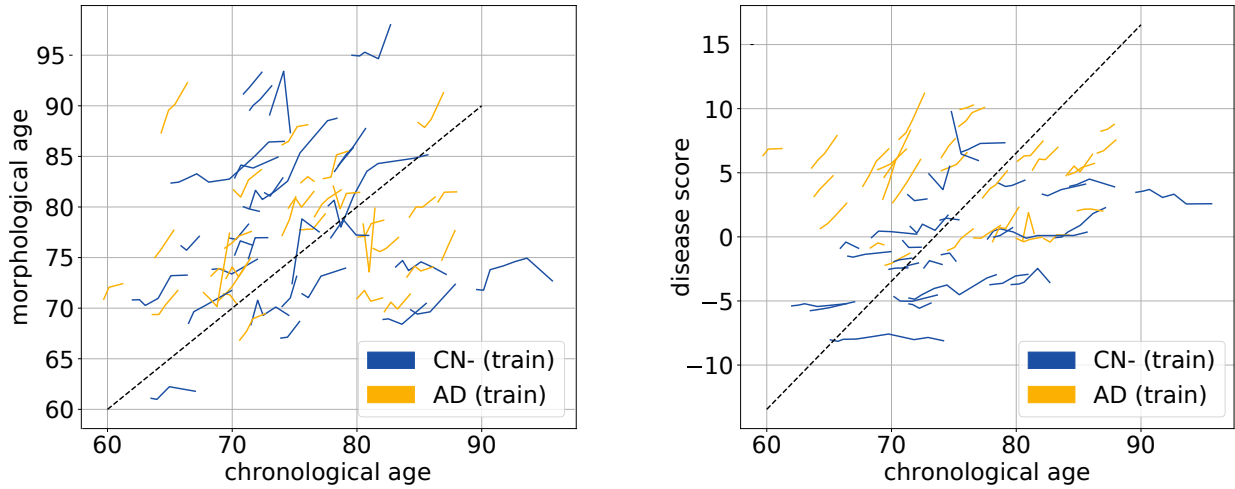 morphological age
95
90
85
80
75
70
65
60
60
70
80
90
chronological age
CN- (train)
AD (train)
disease score
15
10
5
0
−5
−10
60
70
80
90
chronological age
CN- (train)
AD (train)